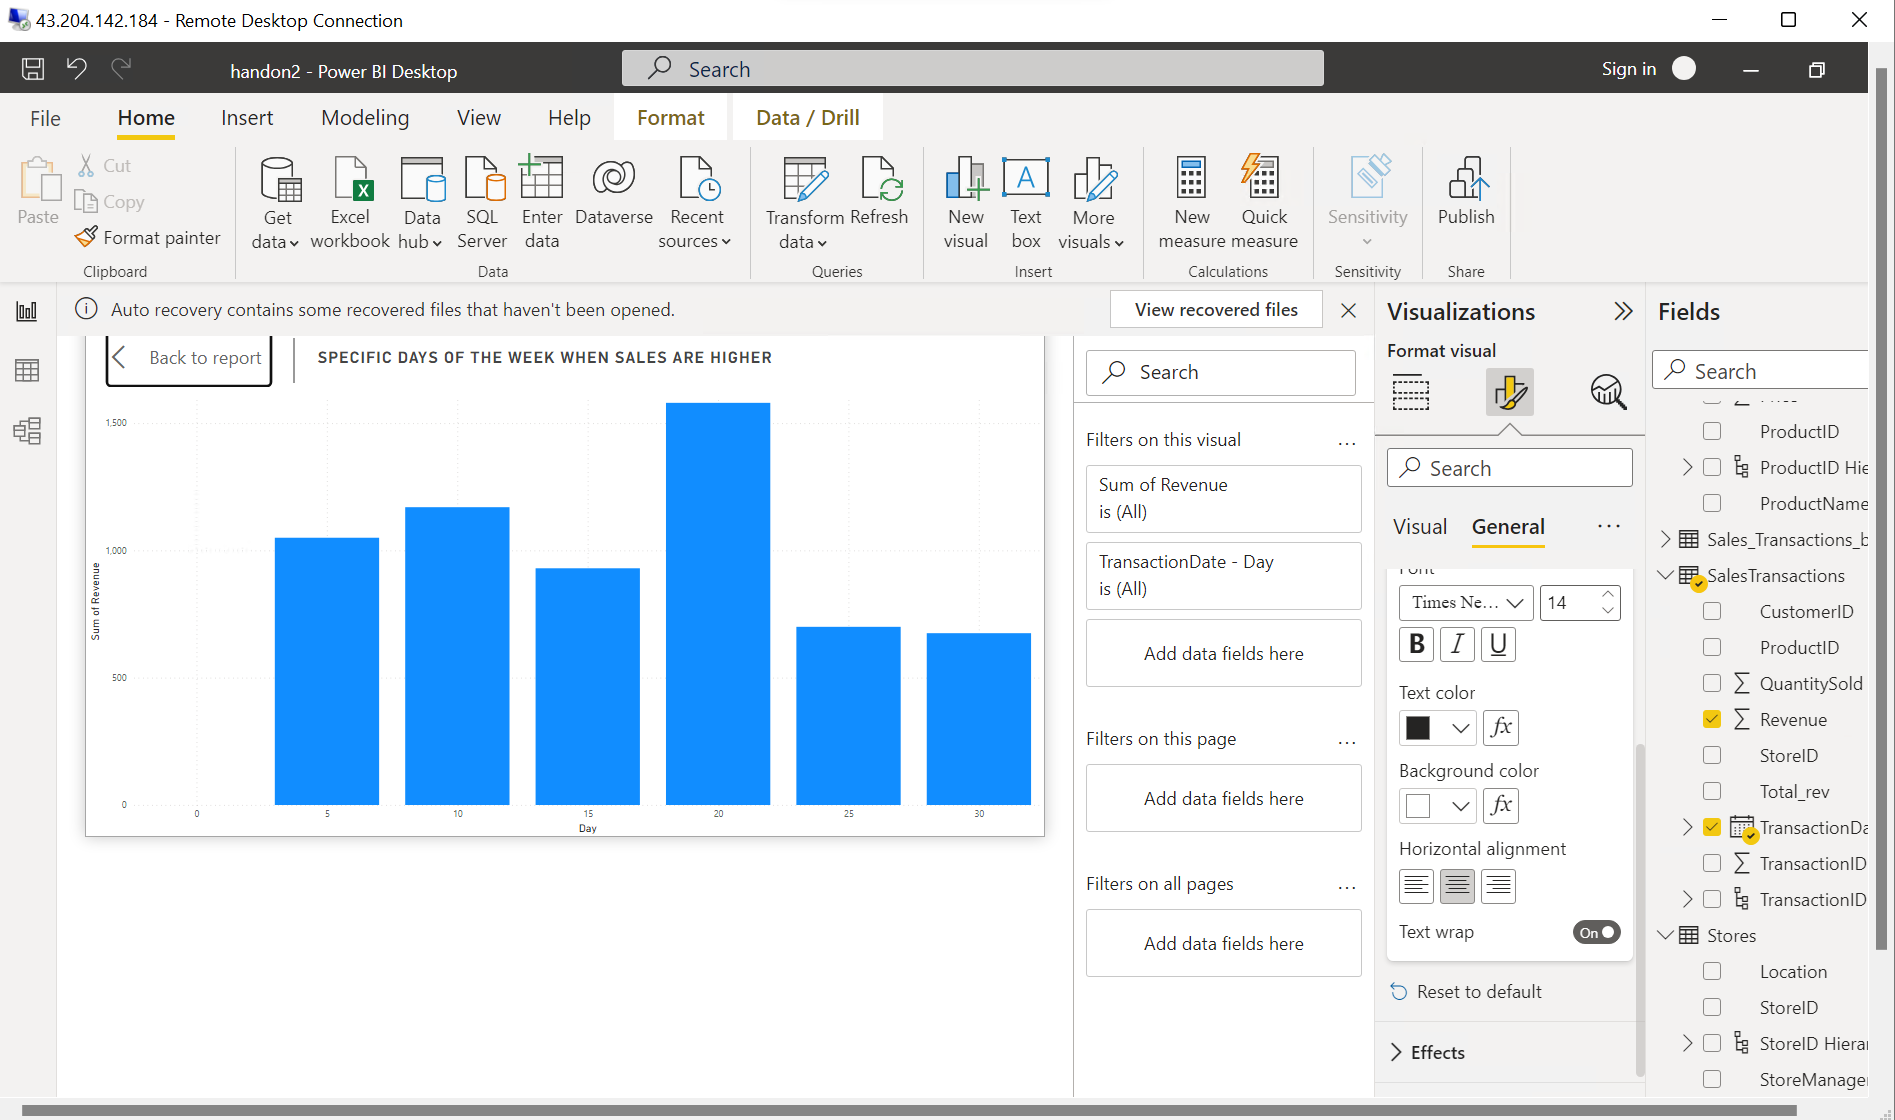 43.204.142.184 - Remote Desktop Connection
handon2 - Power BI Desktop
Search
Sign in
File
Home
Insert
Modeling
View
Help
Format
Data / Drill
Paste
Cut
Copy
Format painter
Clipboard
Get data
Excel workbook
Data hub
SQL Server
Enter data
Dataverse
Recent sources
Data
Transform data
Refresh
Queries
New visual
Text box
More visuals
Insert
New measure
Quick measure
Calculations
Sensitivity
Sensitivity
Publish
Share
Auto recovery contains some recovered files that haven't been opened.
View recovered files
Back to report
SPECIFIC DAYS OF THE WEEK WHEN SALES ARE HIGHER
Sum of Revenue
1,500
1,000
500
0
0
5
10
15
20
25
30
Day
Search
Filters on this visual
...
Sum of Revenue
is (All)
TransactionDate - Day
is (All)
Add data fields here
Filters on this page
...
Add data fields here
Filters on all pages
...
Add data fields here
Visualizations
Format visual
Search
Visual
General
...
Font
Times Ne...
14
B
I
U
Text color
fx
Background color
fx
Horizontal alignment
Text wrap
On
Reset to default
Effects
Fields
Search
ProductID
ProductID Hie
ProductName
Sales_Transactions_b
SalesTransactions
CustomerID
ProductID
QuantitySold
Revenue
StoreID
Total_rev
TransactionDa
TransactionID
TransactionID
Stores
Location
StoreID
StoreID Hierar
StoreManager